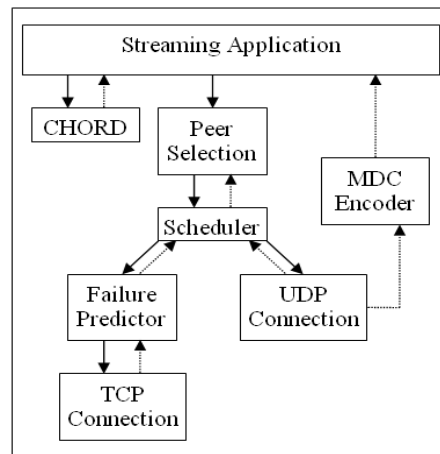 Streaming Application
CHORD
Peer
Selection
MDC
Encoder
Scheduler
Failure
Predictor
UDP
Connection
TCP
Connection